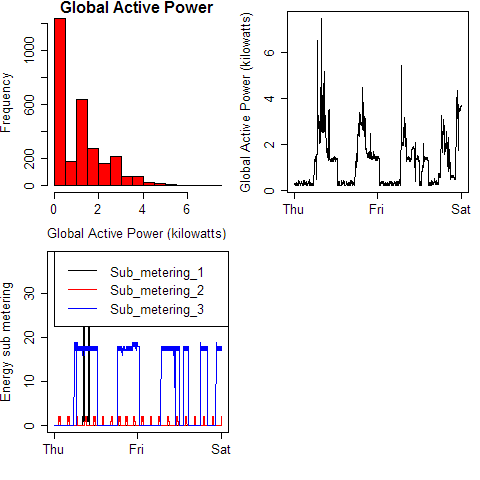 Global Active Power
Frequency
0 200 600 1200
0 2 4 6
Global Active Power (kilowatts)
Global Active Power (kilowatts)
0 2 4 6
Thu Fri Sat
Energy sub metering
0 10 20 30
Sub_metering_1
Sub_metering_2
Sub_metering_3
Thu Fri Sat